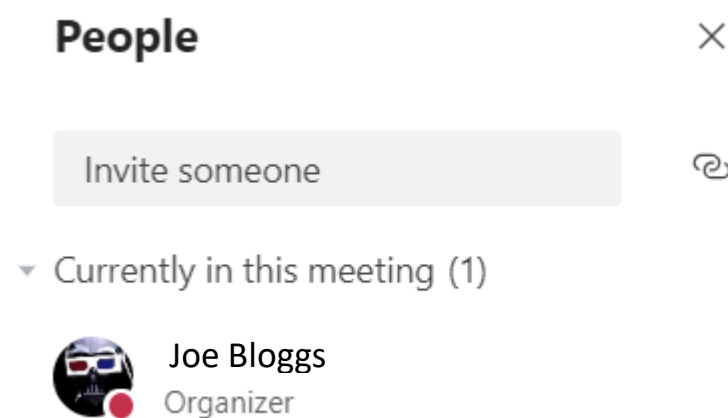 People
Invite someone
Currently in this meeting (1)
Joe Bloggs
Organizer